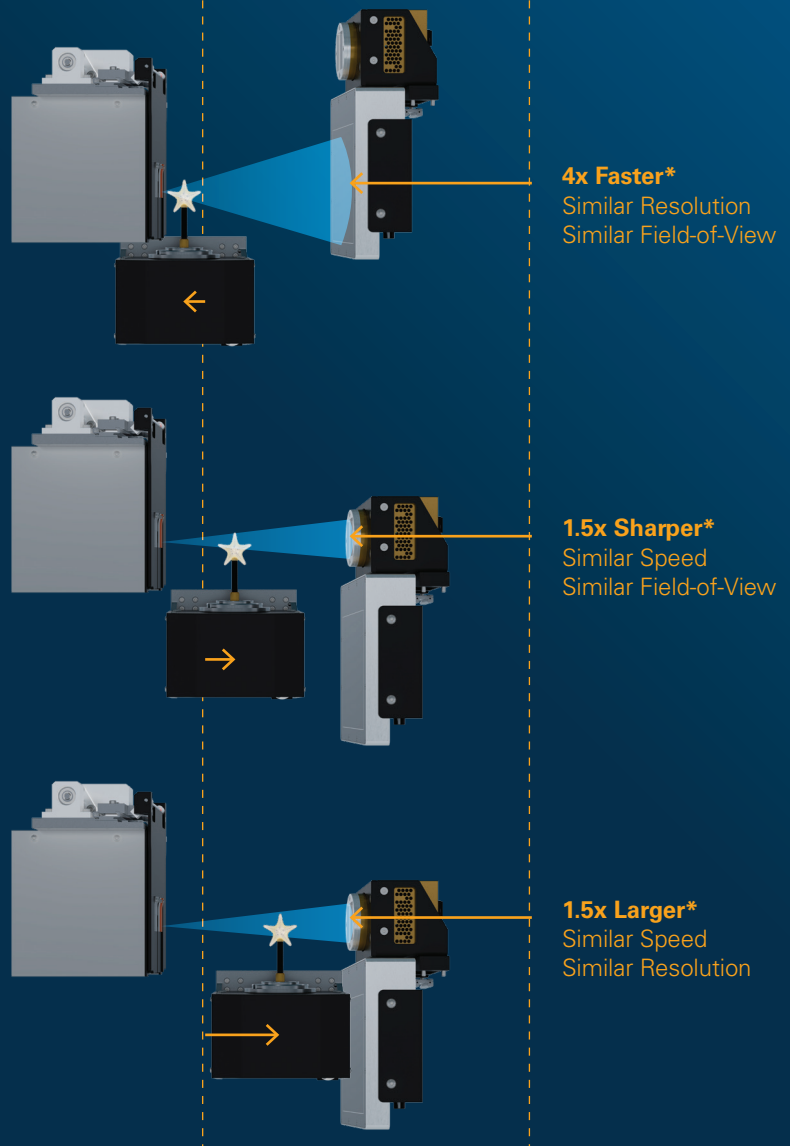 4x Faster*
Similar Resolution
Similar Field-of-View
1.5x Sharper*
Similar Speed
Similar Field-of-View
1.5x Larger*
Similar Speed
Similar Resolution